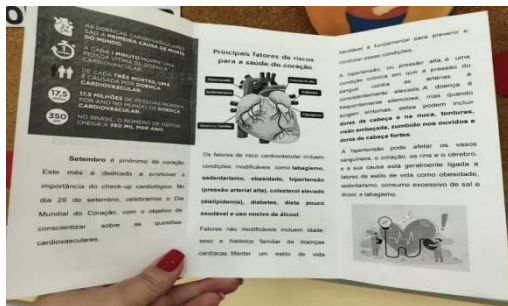 AS DOENÇAS CARDIOVASCULARES
SÃO A PRIMEIRA CAUSA DE MORTE
DO MUNDO.
A CADA 1 MINUTO MORRE UMA
PESSOA VÍTIMA DE DOENÇA
CARDIOVASCULAR.
DE CADA TRÊS MORTES, UMA
É CAUSADA POR DOENÇA
CARDIOVASCULAR.
17,5
17,5 MILHÕES DE PESSOAS MORREM
POR ANO NO MUNDO DE DOENÇA
CARDIOVASCULAR.
350
NO BRASIL, O NÚMERO DE ÓBITOS
CHEGA A 350 MIL POR ANO.
Setembro é sinônimo de coração.
Este mês é dedicado a promover a
importância do check-up cardiológico. No
dia 29 de setembro, celebramos o Dia
Mundial do Coração, com o objetivo de
conscientizar sobre as questões
cardiovasculares.
Principais fatores de riscos
para a saúde do coração.
Hipertensão
Sedentarismo
Histórico familiar
Colesterol alto
Diabetes
Tabagismo
Os fatores de risco cardiovascular incluem
condições modificáveis como tabagismo,
sedentarismo, obesidade, hipertensão
(pressão arterial alta), colesterol elevado
(dislipidemia), diabetes, dieta pouco
saudável e uso nocivo de álcool.
Fatores não modificáveis incluem idade,
sexo e histórico familiar de doenças
cardíacas. Manter um estilo de vida
saudável é fundamental para prevenir e
controlar essas condições.
A hipertensão, ou pressão alta, é uma
condição crônica em que a pressão do
sangue contra as artérias é
persistentemente elevada. A doença é
frequentemente silenciosa, mas quando
surgem sintomas, estes podem incluir
dores de cabeça e na nuca, tonturas,
visão embaçada, zumbido nos ouvidos e
dores de cabeça fortes.
A hipertensão pode afetar os vasos
sanguíneos, o coração, os rins e o cérebro,
e a sua causa está geralmente ligada a
fatores de estilo de vida como obesidade,
sedentarismo, consumo excessivo de sal e
álcool, e tabagismo.